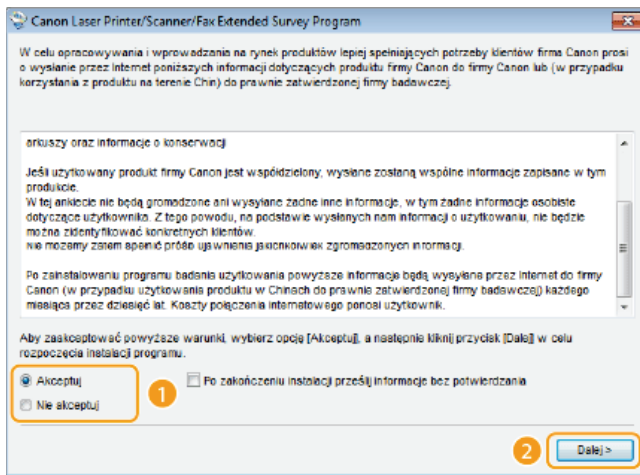 Canon Laser Printer/Scanner/Fax Extended Survey Program
W celu opracowywania i wprowadzania na rynek produktów lepiej spełniających potrzeby klientów firma Canon prosi
o wysłanie przez Internet poniższych informacji dotyczących produktu firmy Canon do firmy Canon lub (w przypadku
korzystania z produktu na terenie Chin) do prawnie zatwierdzonej firmy badawczej.
arkuszy oraz informacje o konserwacji
Jeśli użytkowany produkt firmy Canon jest współdzielony, wysłane zostaną wspólne informacje zapisane w tym
produkcie.
W tej ankiecie nie będą gromadzone ani wysyłane żadne inne informacje, w tym żadne informacje osobiste
dotyczące użytkownika. Z tego powodu, na podstawie wysłanych nam informacji o użytkowaniu, nie będzie
można zidentyfikować konkretnych klientów.
Nie możemy zatem spełnić próśb ujawnienia jakichkolwiek zgromadzonych informacji.
Po zainstalowaniu programu badania użytkowania powyższe informacje będą wysyłane przez Internet do firmy
Canon (w przypadku użytkowania produktu w Chinach do prawnie zatwierdzonej firmy badawczej) każdego
miesiąca przez dziesięć lat. Koszty połączenia internetowego ponosi użytkownik.
Aby zaakceptować powyższe warunki, wybierz opcję [Akceptuj], a następnie kliknij przycisk [Dalej] w celu
rozpoczęcia instalacji programu.
Akceptuj
Po zakończeniu instalacji prześlij informacje bez potwierdzania
1
Nie akceptuj
2
Dalej >